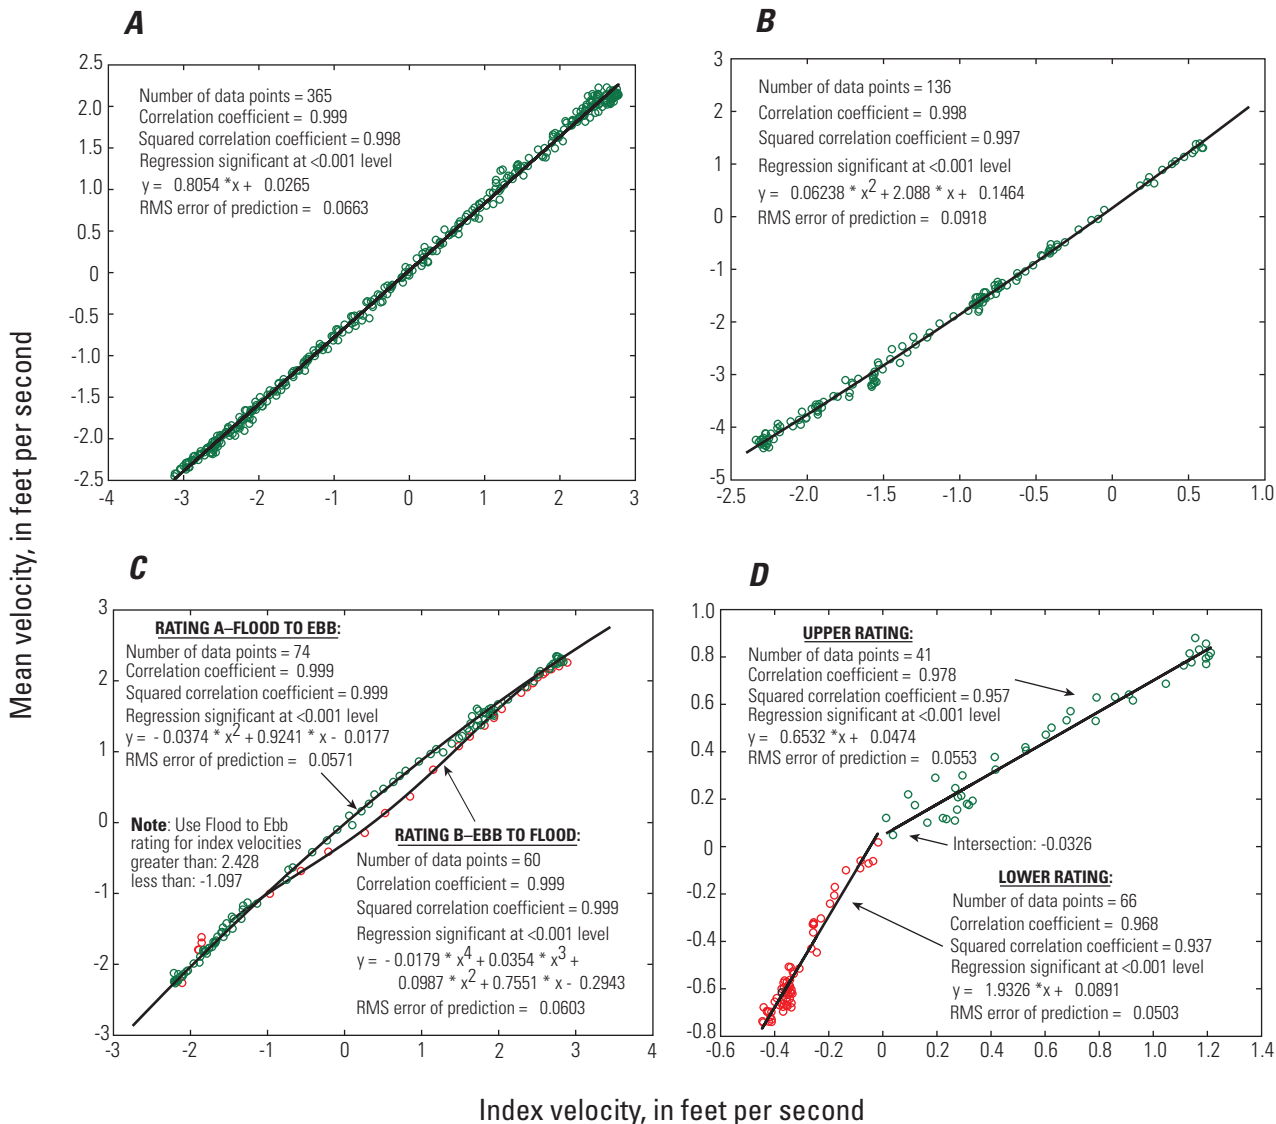 A
2.5
2.0
1.5
1.0
0.5
0
-0.5
-1.0
-1.5
-2.0
-2.5
-4
-3
-2
-1
0
1
2
3
Number of data points = 365
Correlation coefficient = 0.999
Squared correlation coefficient = 0.998
Regression significant at <0.001 level
y = 0.8054 *x + 0.0265
RMS error of prediction = 0.0663
B
3
2
1
0
-1
-2
-3
-4
-5
-2.5
-2.0
-1.5
-1.0
-0.5
0
0.5
1.0
Number of data points = 136
Correlation coefficient = 0.998
Squared correlation coefficient = 0.997
Regression significant at <0.001 level
y = 0.06238 * x2 + 2.088 * x + 0.1464
RMS error of prediction = 0.0918
C
3
2
1
0
-1
-2
-3
-3
-2
-1
0
1
2
3
4
RATING A–FLOOD TO EBB:
Number of data points = 74
Correlation coefficient = 0.999
Squared correlation coefficient = 0.999
Regression significant at <0.001 level
y = - 0.0374 * x2 + 0.9241 * x - 0.0177
RMS error of prediction = 0.0571
Note: Use Flood to Ebb
rating for index velocities
greater than: 2.428
less than: -1.097
RATING B–EBB TO FLOOD:
Number of data points = 60
Correlation coefficient = 0.999
Squared correlation coefficient = 0.999
Regression significant at <0.001 level
y = - 0.0179 * x4 + 0.0354 * x3 +
0.0987 * x2 + 0.7551 * x - 0.2943
RMS error of prediction = 0.0603
D
1.0
0.8
0.6
0.4
0.2
0
-0.2
-0.4
-0.6
-0.8
-0.6
-0.4
-0.2
0
0.2
0.4
0.6
0.8
1.0
1.2
1.4
UPPER RATING:
Number of data points = 41
Correlation coefficient = 0.978
Squared correlation coefficient = 0.957
Regression significant at <0.001 level
y = 0.6532 *x + 0.0474
RMS error of prediction = 0.0553
Intersection: -0.0326
LOWER RATING:
Number of data points = 66
Correlation coefficient = 0.968
Squared correlation coefficient = 0.937
Regression significant at <0.001 level
y = 1.9326 *x + 0.0891
RMS error of prediction = 0.0503
Mean velocity, in feet per second
Index velocity, in feet per second